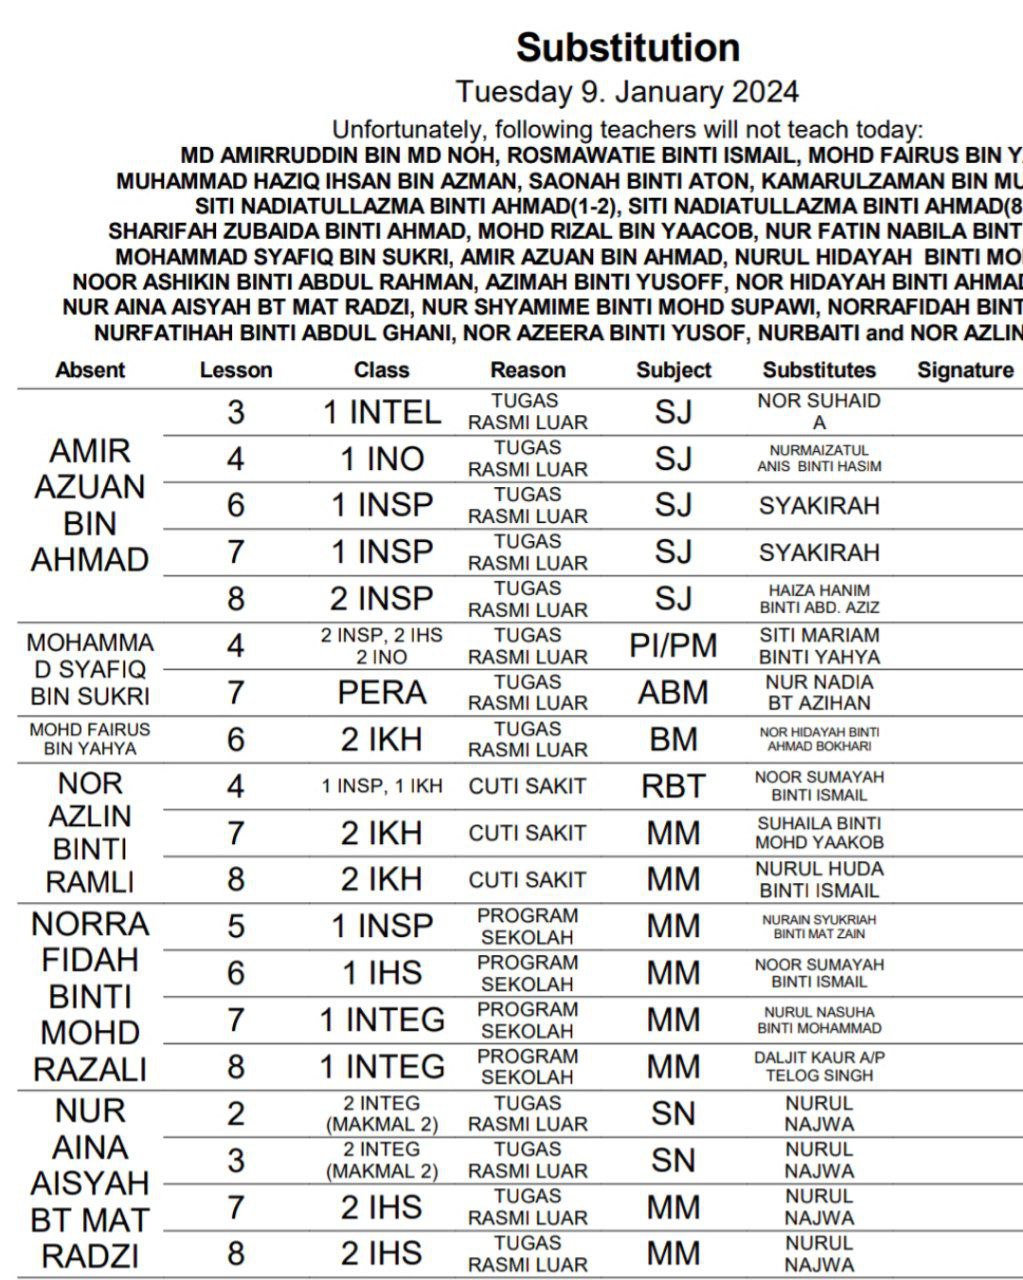 Substitution
Tuesday 9. January 2024
Unfortunately, following teachers will not teach today:
MD AMIRRUDDIN BIN MD NOH, ROSMAWATIE BINTI ISMAIL, MOHD FAIRUS BIN
MUHAMMAD HAZIQ IHSAN BIN AZMAN, SAONAH BINTI ATON, KAMARULZAMAN BIN
SITI NADIATULLAZMA BINTI AHMAD(1-2), SITI NADIATULLAZMA BINTI AHMAD(8
SHARIFAH ZUBAIDA BINTI AHMAD, MOHD RIZAL BIN YAACOB, NUR FATIN NABILA BINT
MOHAMMAD SYAFIQ BIN SUKRI, AMIR AZUAN BIN AHMAD, NURUL HIDAYAH BINTI
NOOR ASHIKIN BINTI ABDUL RAHMAN, AZIMAH BINTI YUSOFF, NOR HIDAYAH BINTI AHMAD
NUR AINA AISYAH BT MAT RADZI, NUR SHYAMIME BINTI MOHD SUPAWI, NORRAFIDAH BINT
NURFATIHAH BINTI ABDUL GHANI, NOR AZEERA BINTI YUSOF, NURBAITI and NOR AZLIN
Absent Lesson Class Reason Subject Substitutes Signature
AMIR
AZUAN
BIN
AHMAD
3 1 INTEL TUGAS RASMI LUAR SJ NOR SUHAID A
4 1 INO TUGAS RASMI LUAR SJ NURMAIZATUL ANIS BINTI HASIM
6 1 INSP TUGAS RASMI LUAR SJ SYAKIRAH
7 1 INSP TUGAS RASMI LUAR SJ SYAKIRAH
8 2 INSP TUGAS RASMI LUAR SJ HAIZA HANIM BINTI ABD. AZIZ
MOHAMMA
D SYAFIQ
BIN SUKRI
4 2 INSP, 2 IHS 2 INO TUGAS RASMI LUAR PI/PM SITI MARIAM BINTI YAHYA
7 PERA TUGAS RASMI LUAR ABM NUR NADIA BT AZIHAN
MOHD FAIRUS
BIN YAHYA
6 2 IKH TUGAS RASMI LUAR BM NOR HIDAYAH BINTI AHMAD BOKHARI
NOR
AZLIN
BINTI
RAMLI
4 1 INSP, 1 IKH CUTI SAKIT RBT NOOR SUMAYAH BINTI ISMAIL
7 2 IKH CUTI SAKIT MM SUHAILA BINTI MOHD YAAKOB
8 2 IKH CUTI SAKIT MM NURUL HUDA BINTI ISMAIL
NORRA
FIDAH
BINTI
MOHD
RAZALI
5 1 INSP PROGRAM SEKOLAH MM NURAIN SYUKRIAH BINTI MAT ZAIN
6 1 IHS PROGRAM SEKOLAH MM NOOR SUMAYAH BINTI ISMAIL
7 1 INTEG PROGRAM SEKOLAH MM NURUL NASUHA BINTI MOHAMMAD
8 1 INTEG PROGRAM SEKOLAH MM DALJIT KAUR A/P TELOG SINGH
NUR
AINA
AISYAH
BT MAT
RADZI
2 2 INTEG (MAKMAL 2) TUGAS RASMI LUAR SN NURUL NAJWA
3 2 INTEG (MAKMAL 2) TUGAS RASMI LUAR SN NURUL NAJWA
7 2 IHS TUGAS RASMI LUAR MM NURUL NAJWA
8 2 IHS TUGAS RASMI LUAR MM NURUL NAJWA